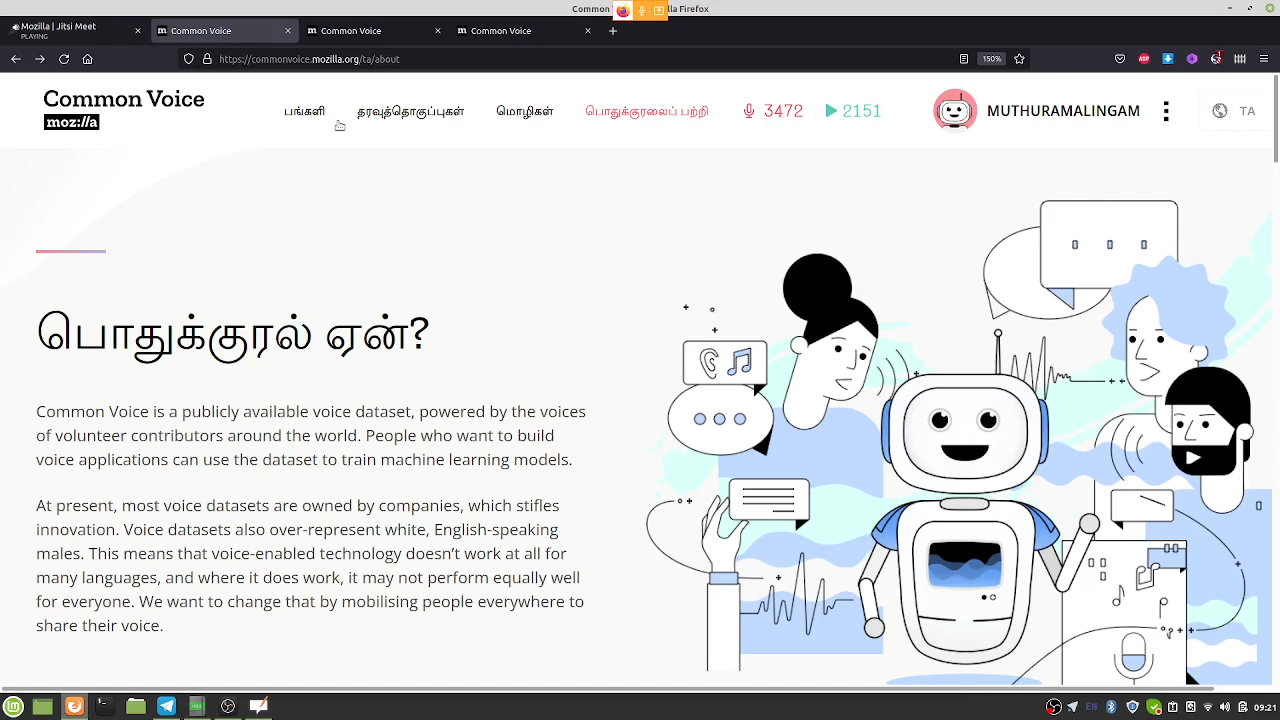 Common Voice — Mozilla Firefox
Mozilla | Jitsi Meet
PLAYING
Common Voice
Common Voice
Common Voice
https://commonvoice.mozilla.org/ta/about
150%
ABP
Common Voice
moz://a
பங்களி
தரவுத்தொகுப்புகள்
மொழிகள்
பொதுக்குரலைப் பற்றி
3472
2151
MUTHURAMALINGAM
TA
பொதுக்குரல் ஏன்?
Common Voice is a publicly available voice dataset, powered by the voices
of volunteer contributors around the world. People who want to build
voice applications can use the dataset to train machine learning models.
At present, most voice datasets are owned by companies, which stifles
innovation. Voice datasets also over-represent white, English-speaking
males. This means that voice-enabled technology doesn’t work at all for
many languages, and where it does work, it may not perform equally well
for everyone. We want to change that by mobilising people everywhere to
share their voice.
EN
09:21